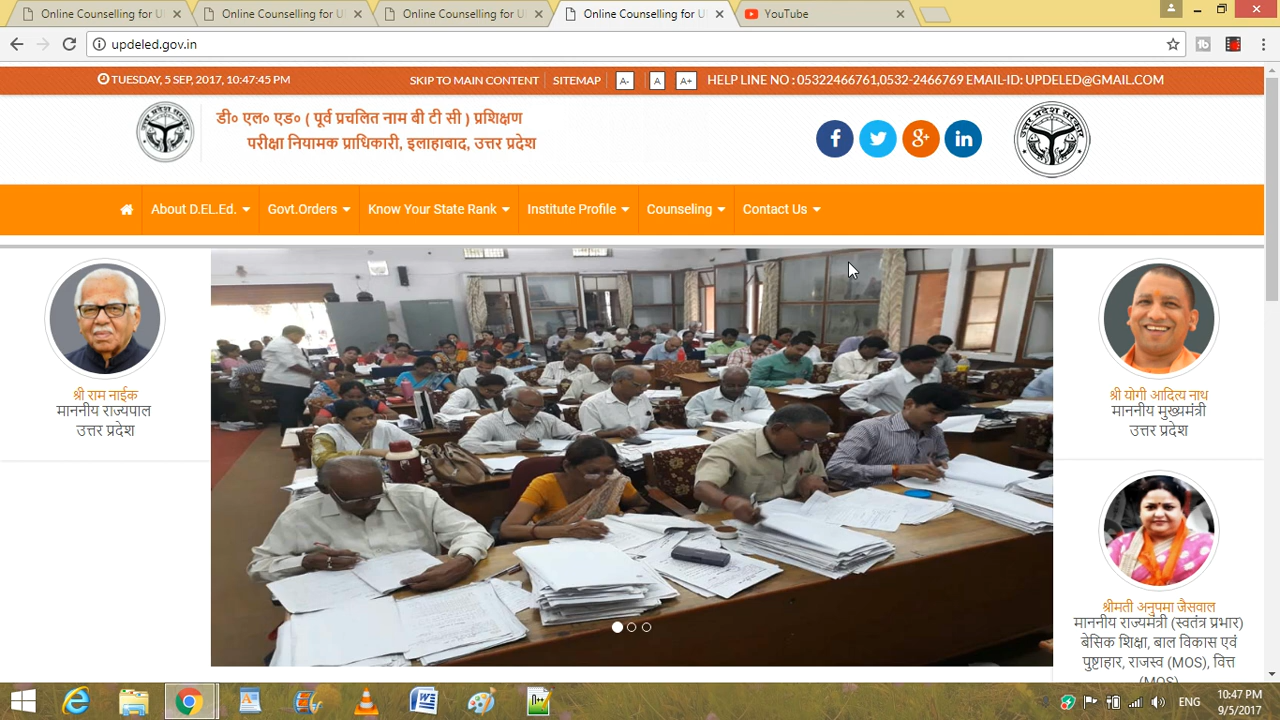 Online Counselling for U
Online Counselling for U
Online Counselling for U
Online Counselling for U
YouTube
updeled.gov.in
TUESDAY, 5 SEP, 2017, 10:47:45 PM
SKIP TO MAIN CONTENT
SITEMAP
A-
A
A+
HELP LINE NO : 05322466761,0532-2466769 EMAIL-ID: UPDELED@GMAIL.COM
डी० एल० एड० ( पूर्व प्रचलित नाम बी टी सी ) प्रशिक्षण
परीक्षा नियामक प्राधिकारी, इलाहाबाद, उत्तर प्रदेश
About D.EL.Ed.
Govt.Orders
Know Your State Rank
Institute Profile
Counseling
Contact Us
श्री राम नाईक
माननीय राज्यपाल
उत्तर प्रदेश
श्री योगी आदित्य नाथ
माननीय मुख्यमंत्री
उत्तर प्रदेश
श्रीमती अनुपमा जैसवाल
माननीय राज्यमंत्री (स्वतंत्र प्रभार)
बेसिक शिक्षा, बाल विकास एवं
पुष्टाहार, राजस्व (MOS), वित्त
(MOS)
ENG
10:47 PM
9/5/2017